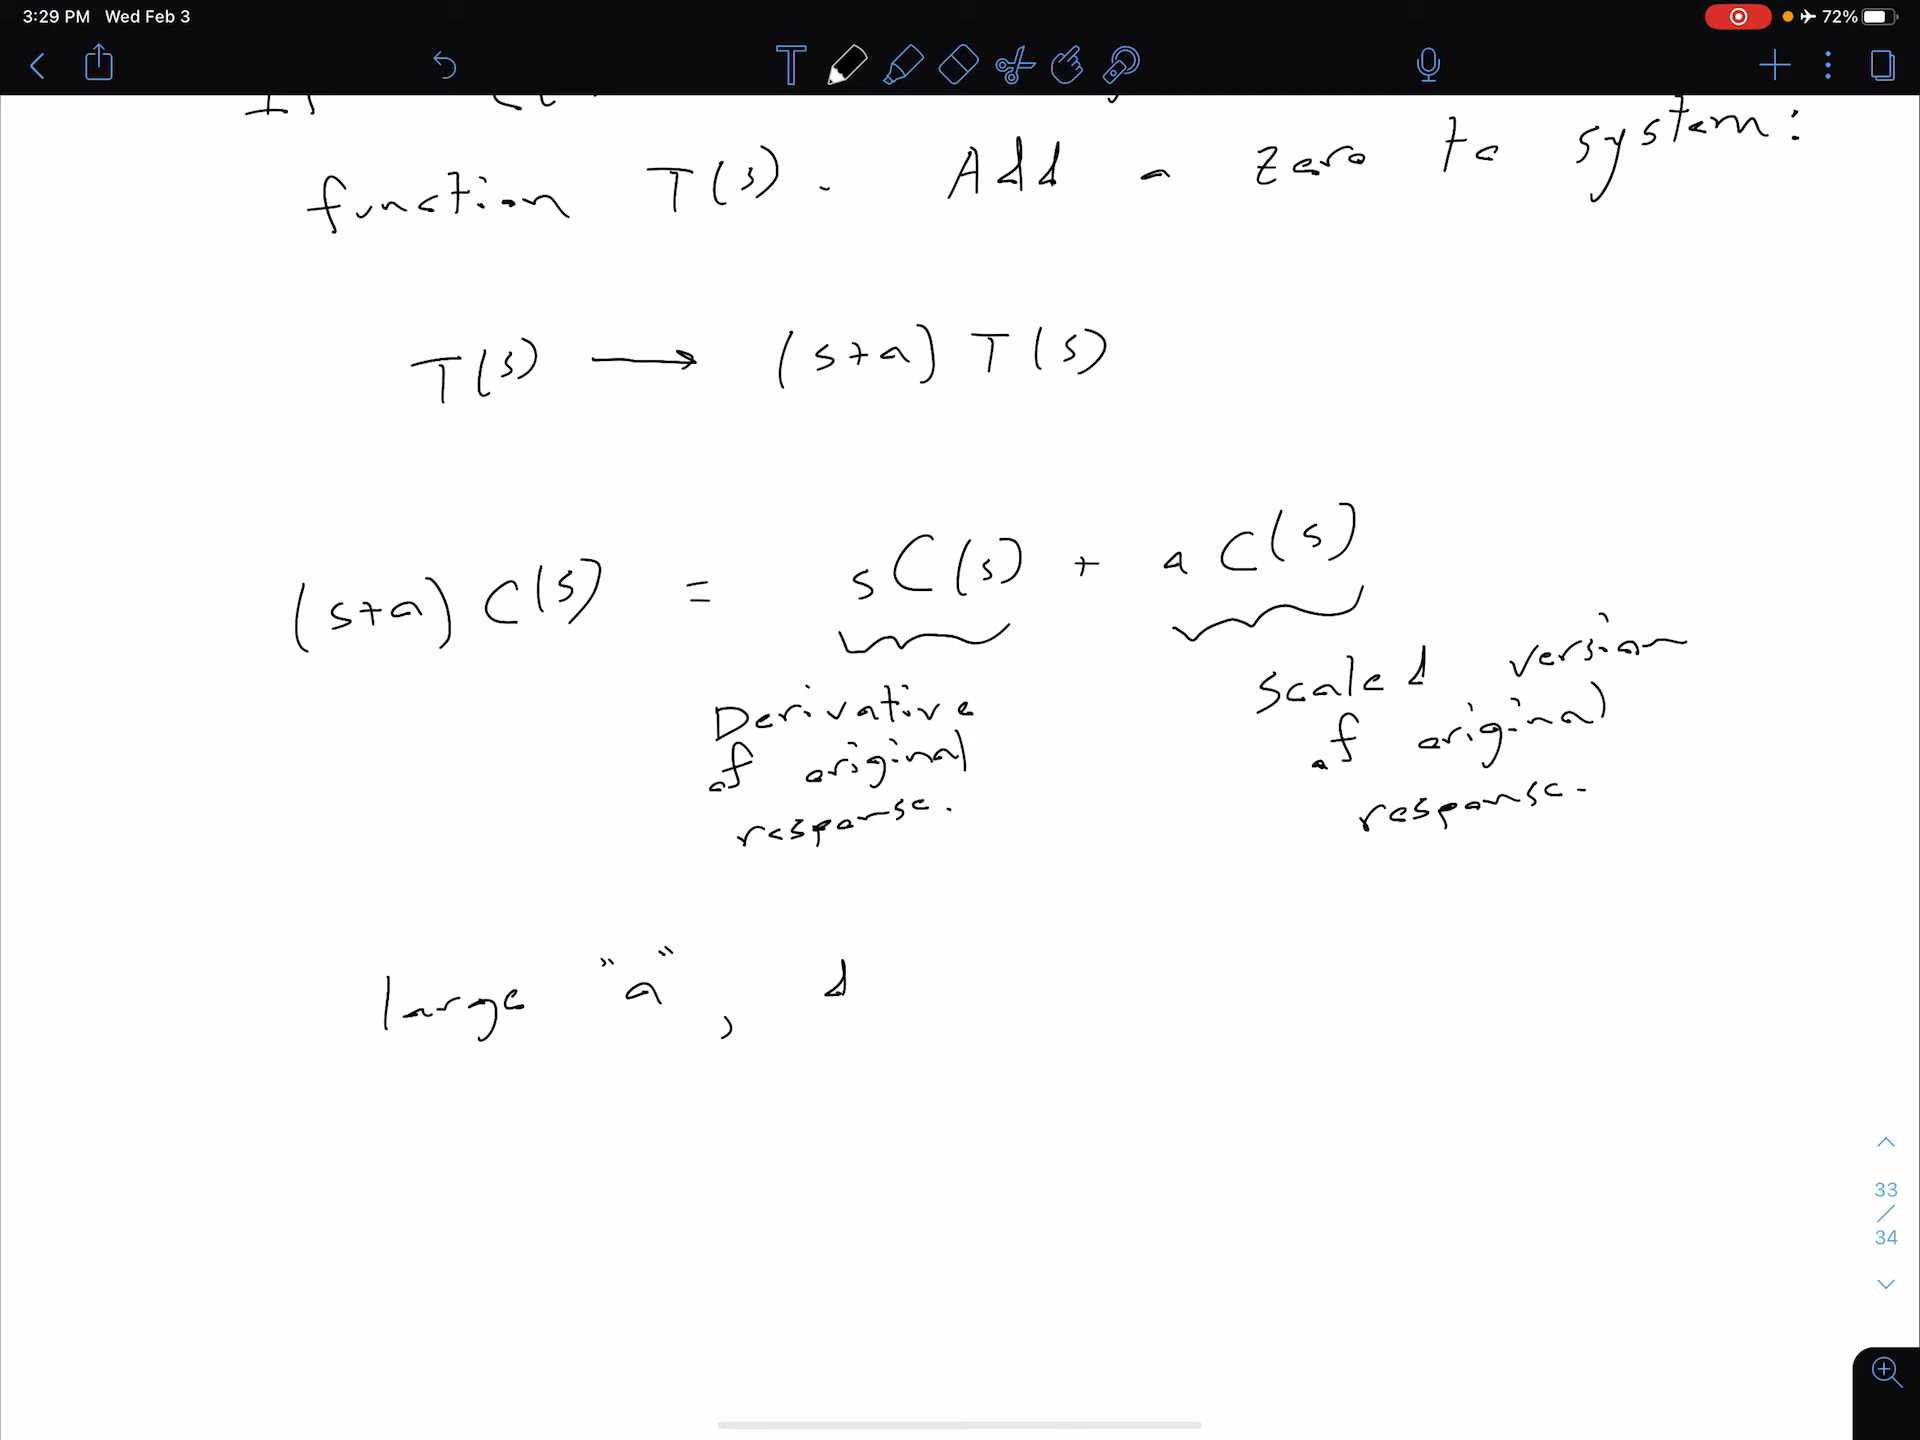 3:29 PM Wed Feb 3
72%
function T(s). Add a zero to system:
T(s) → (s+a) T(s)
(s+a) C(s) = sC(s) + a C(s)
Derivative of original response.
scaled version of original response.
large "a", d
33
/
34